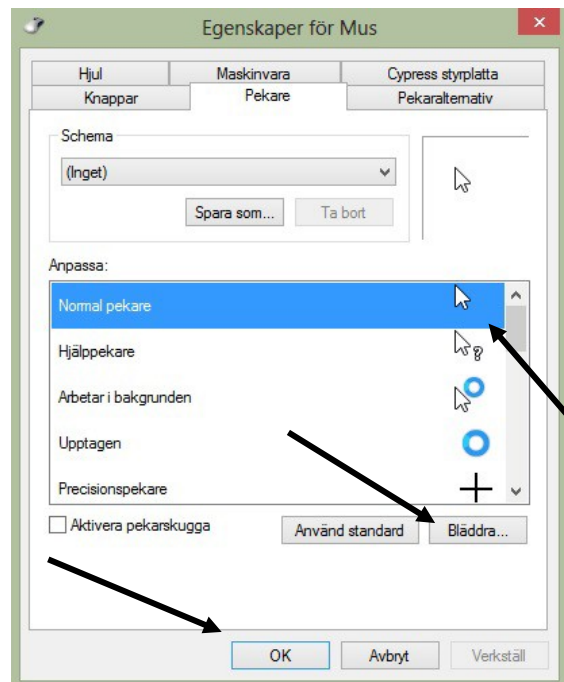 Egenskaper för Mus
Hjul Maskinvara Cypress styrplatta
Knappar Pekare Pekaralternativ
Schema
(Inget)
Spara som... Ta bort
Anpassa:
Normal pekare
Hjälppekare
Arbetar i bakgrunden
Upptagen
Precisionspekare
Aktivera pekarskugga Använd standard Bläddra...
OK Avbryt Verkställ